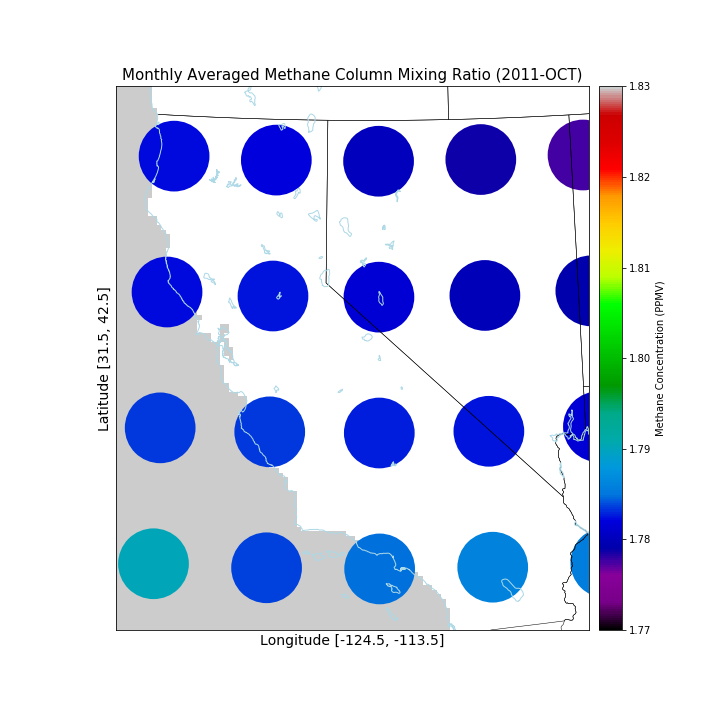 Monthly Averaged Methane Column Mixing Ratio (2011-OCT)
Latitude [31.5, 42.5]
Longitude [-124.5, -113.5]
1.83
1.82
1.81
1.80
1.79
1.78
1.77
Methane Concentration (PPMV)